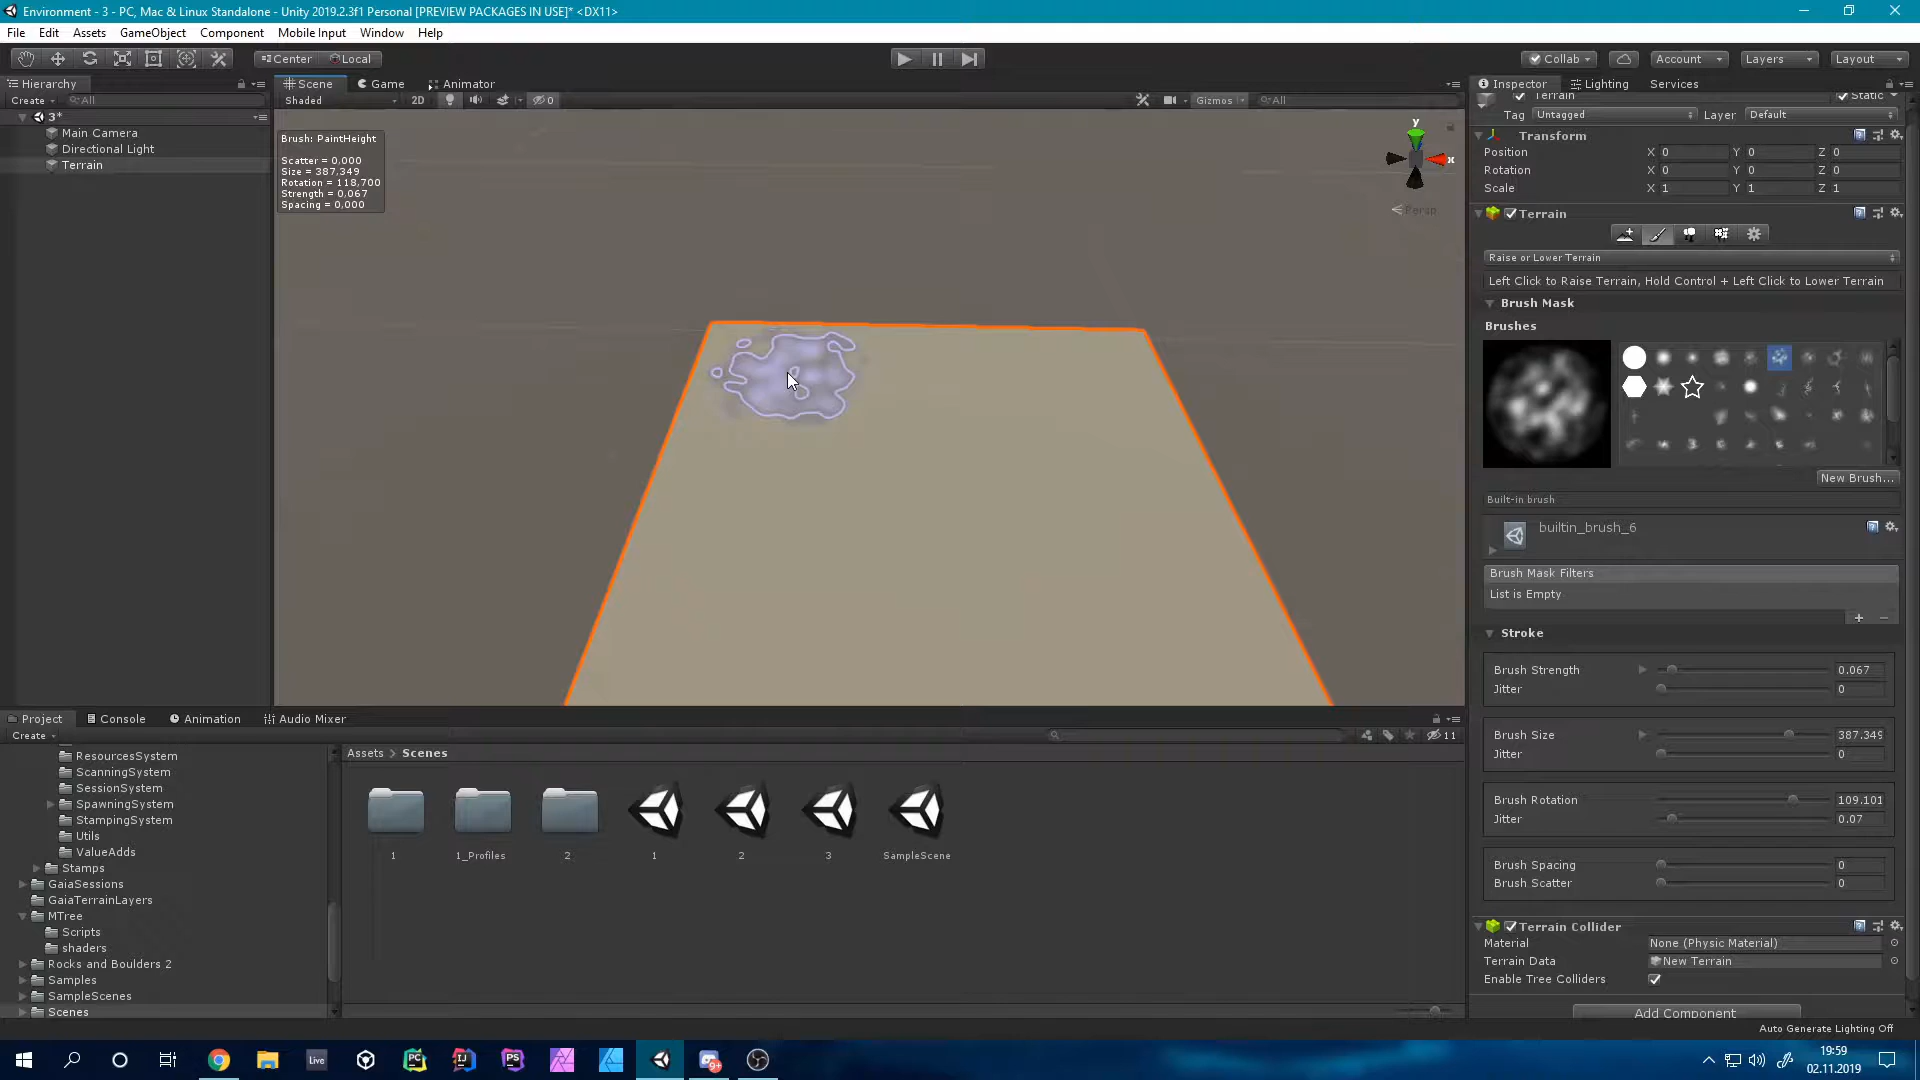 Environment - 3 - PC, Mac & Linux Standalone - Unity 2019.2.3f1 Personal [PREVIEW PACKAGES IN USE]* <DX11>
File Edit Assets GameObject Component Mobile Input Window Help
Center Local Collab Account Layers Layout
Hierarchy
Create All
3*
Main Camera
Directional Light
Terrain
Scene Game Animator
Shaded 2D 0 Gizmos All
Brush: PaintHeight
Scatter = 0,000
Size = 387,349
Rotation = 118,700
Strength = 0,067
Spacing = 0,000
y
x
Persp
Inspector Lighting Services
Terrain Static
Tag Untagged Layer Default
Transform
Position X 0 Y 0 Z 0
Rotation X 0 Y 0 Z 0
Scale X 1 Y 1 Z 1
Terrain
Raise or Lower Terrain
Left Click to Raise Terrain, Hold Control + Left Click to Lower Terrain
Brush Mask
Brushes
New Brush...
Built-in brush
builtin_brush_6
Brush Mask Filters
List is Empty
Stroke
Brush Strength 0.067
Jitter 0
Brush Size 387.349
Jitter 0
Brush Rotation 109.101
Jitter 0.07
Brush Spacing 0
Brush Scatter 0
Terrain Collider
Material None (Physic Material)
Terrain Data New Terrain
Enable Tree Colliders
Add Component
Auto Generate Lighting Off
Project Console Animation Audio Mixer
Create
11
ResourcesSystem
ScanningSystem
SessionSystem
SpawningSystem
StampingSystem
Utils
ValueAdds
Stamps
GaiaSessions
GaiaTerrainLayers
MTree
Scripts
shaders
Rocks and Boulders 2
Samples
SampleScenes
Scenes
Assets > Scenes
1 1_Profiles 2 1 2 3 SampleScene
Live PC IJ PS 9+
19:59
02.11.2019